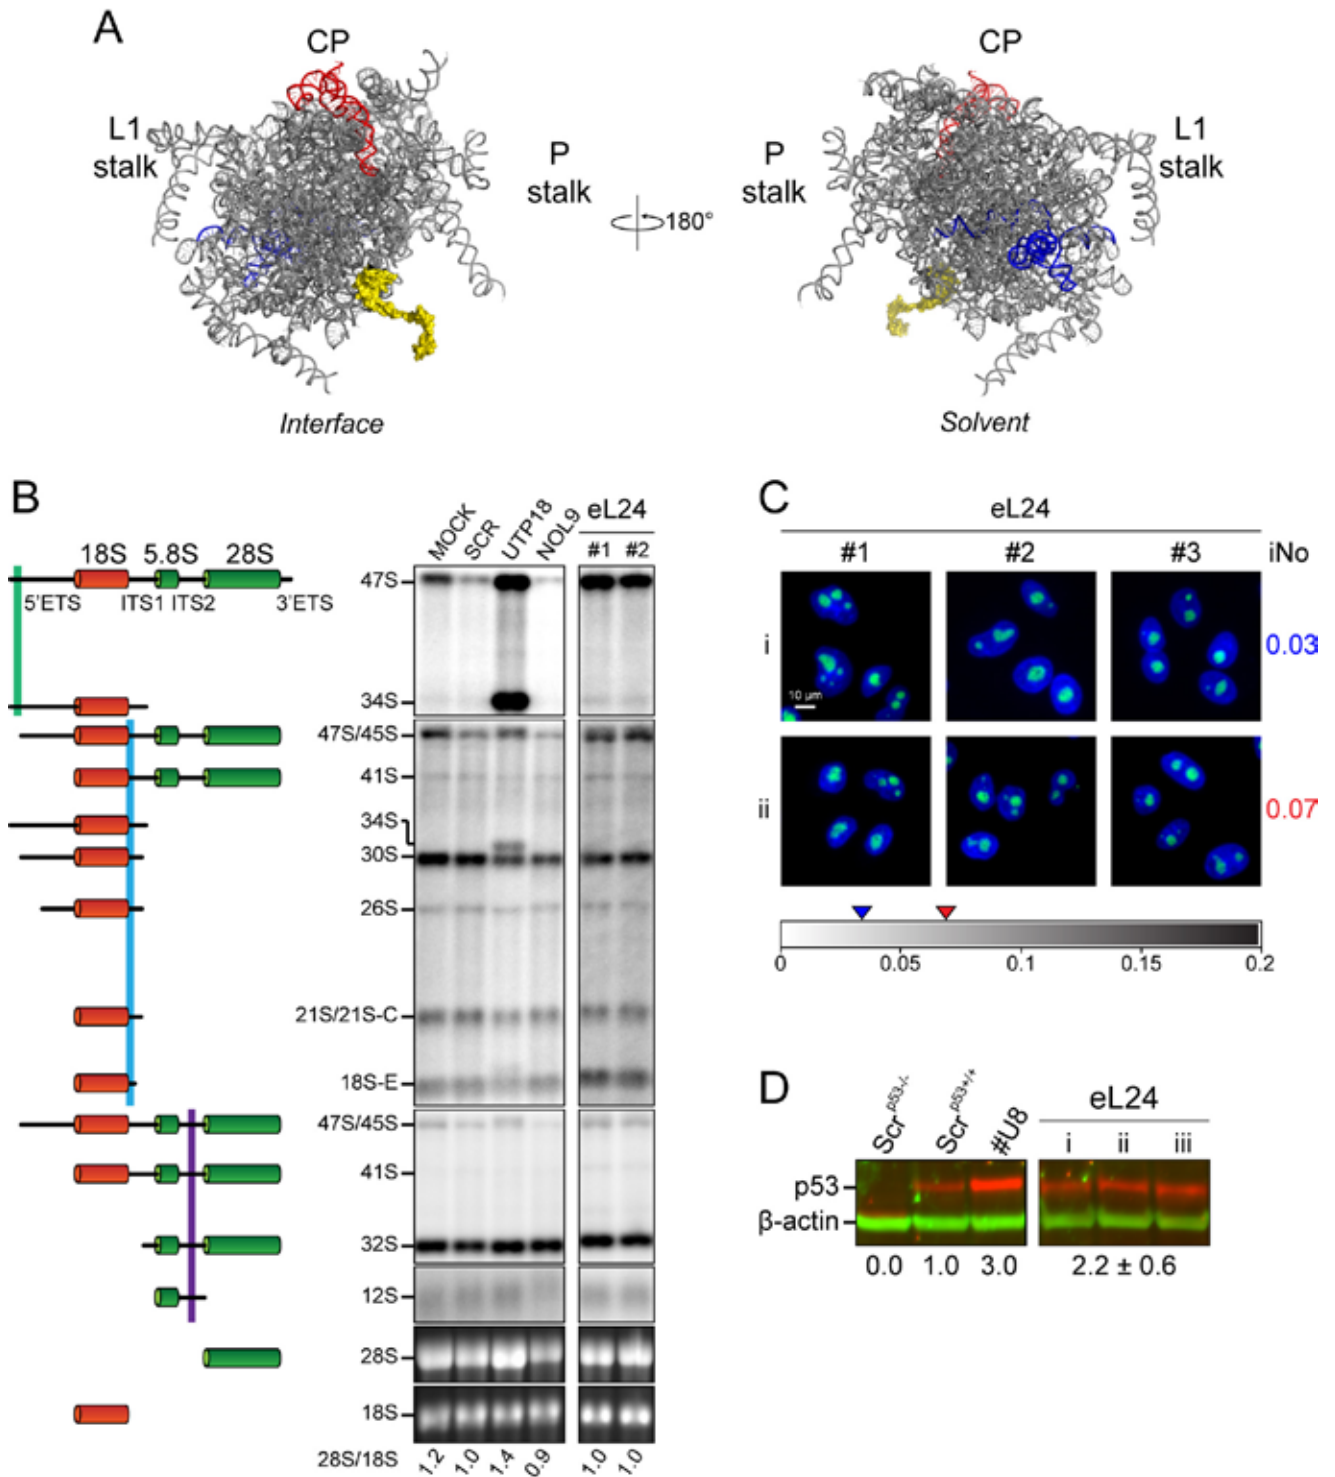 A
CP
L1
stalk
P
stalk
180°
Interface
CP
P
stalk
L1
stalk
Solvent
B
18S 5.8S 28S
5'ETS ITS1 ITS2 3'ETS
MOCK SCR UTP18 NOL9
eL24
#1 #2
47S
34S
47S/45S
41S
34S
30S
26S
21S/21S-C
18S-E
47S/45S
41S
32S
12S
28S
18S
28S/18S 1.2 1.0 1.4 0.9 1.0 1.0
C
eL24
#1 #2 #3 iNo
i 0.03
10 µm
ii 0.07
0 0.05 0.1 0.15 0.2
D
Scr p53-/- Scr p53+/+ #U8
eL24
i ii iii
p53
β-actin
0.0 1.0 3.0 2.2 ± 0.6